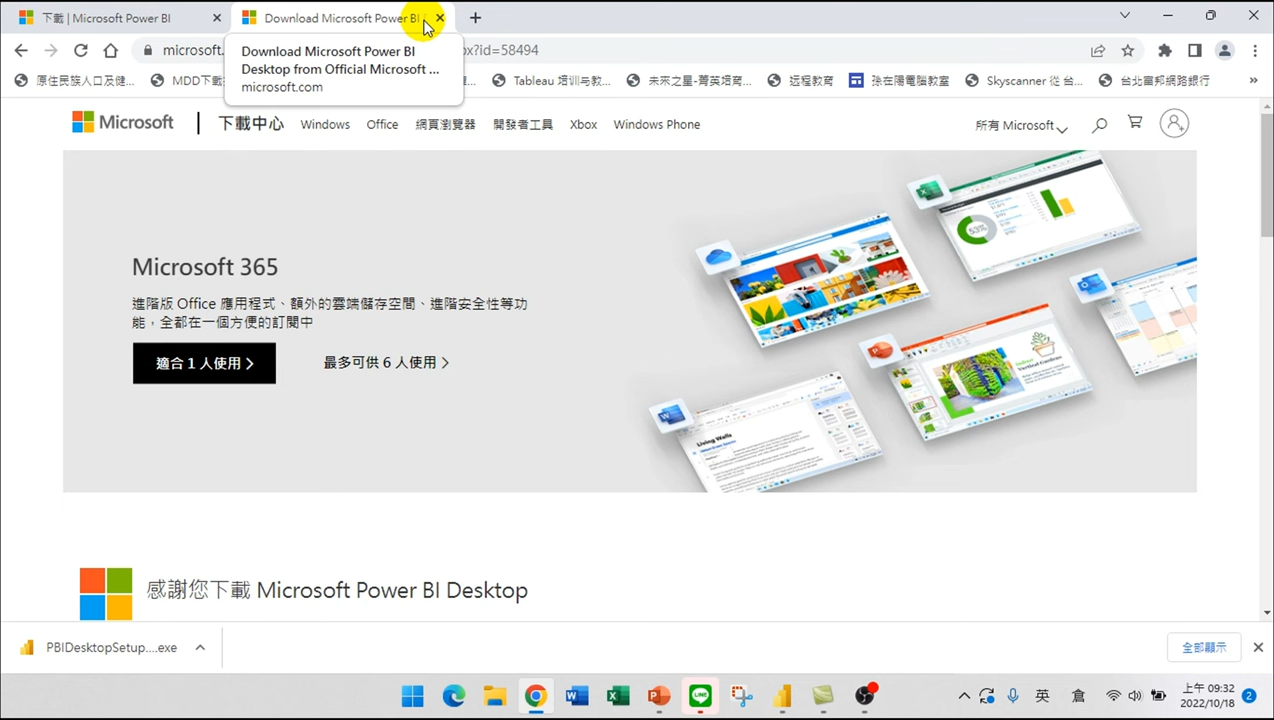 下載 | Microsoft Power BI
Download Microsoft Power BI
Download Microsoft Power BI
Desktop from Official Microsoft ...
microsoft.com
microsoft.
px?id=58494
原住民族人口及健...
MDD下載
Tableau 培训与教...
未來之星-菁英培育...
远程教育
孫在陽電腦教室
Skyscanner 從 台...
台北富邦網路銀行
»
Microsoft
下載中心
Windows
Office
網頁瀏覽器
開發者工具
Xbox
Windows Phone
所有 Microsoft
Microsoft 365
進階版 Office 應用程式、額外的雲端儲存空間、進階安全性等功
能，全都在一個方便的訂閱中
適合 1 人使用 >
最多可供 6 人使用 >
Living Walls
感謝您下載 Microsoft Power BI Desktop
PBIDesktopSetup....exe
全部顯示
英
倉
上午 09:32
2022/10/18
2